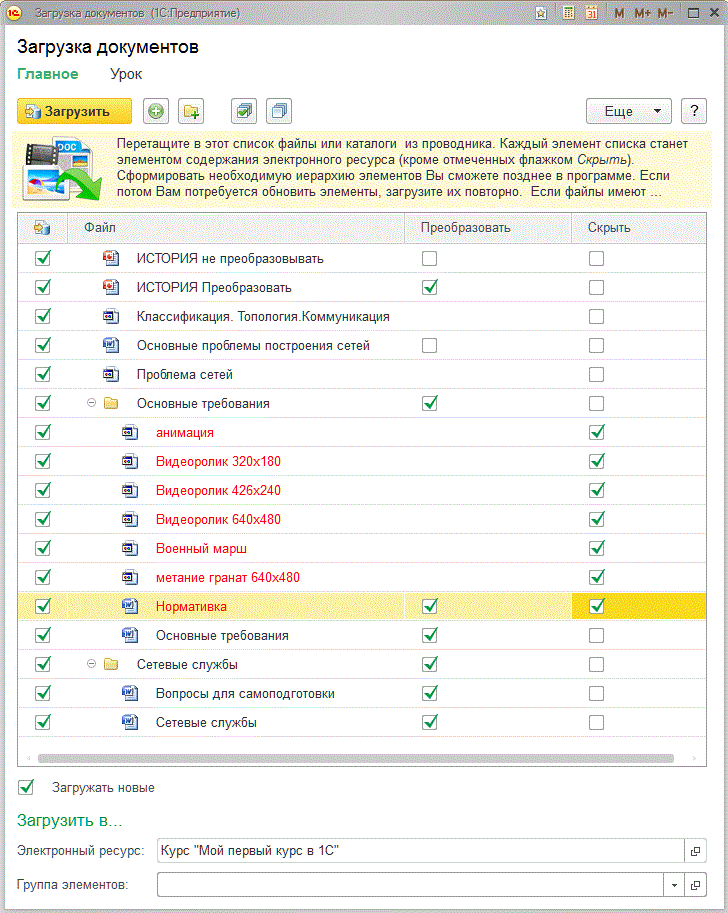 Загрузка документов (1С:Предприятие)
M M+ M-
Загрузка документов
Главное Урок
Загрузить Еще ?
Перетащите в этот список файлы или каталоги из проводника. Каждый элемент списка станет
элементом содержания электронного ресурса (кроме отмеченных флажком Скрыть).
Сформировать необходимую иерархию элементов Вы сможете позднее в программе. Если
потом Вам потребуется обновить элементы, загрузите их повторно. Если файлы имеют ...
DOC
Файл Преобразовать Скрыть
ИСТОРИЯ не преобразовывать
ИСТОРИЯ Преобразовать
Классификация. Топология.Коммуникация
Основные проблемы построения сетей
Проблема сетей
Основные требования
анимация
Видеоролик 320x180
Видеоролик 426x240
Видеоролик 640x480
Военный марш
метание гранат 640x480
Нормативка
Основные требования
Сетевые службы
Вопросы для самоподготовки
Сетевые службы
Загружать новые
Загрузить в...
Электронный ресурс: Курс "Мой первый курс в 1С"
Группа элементов: